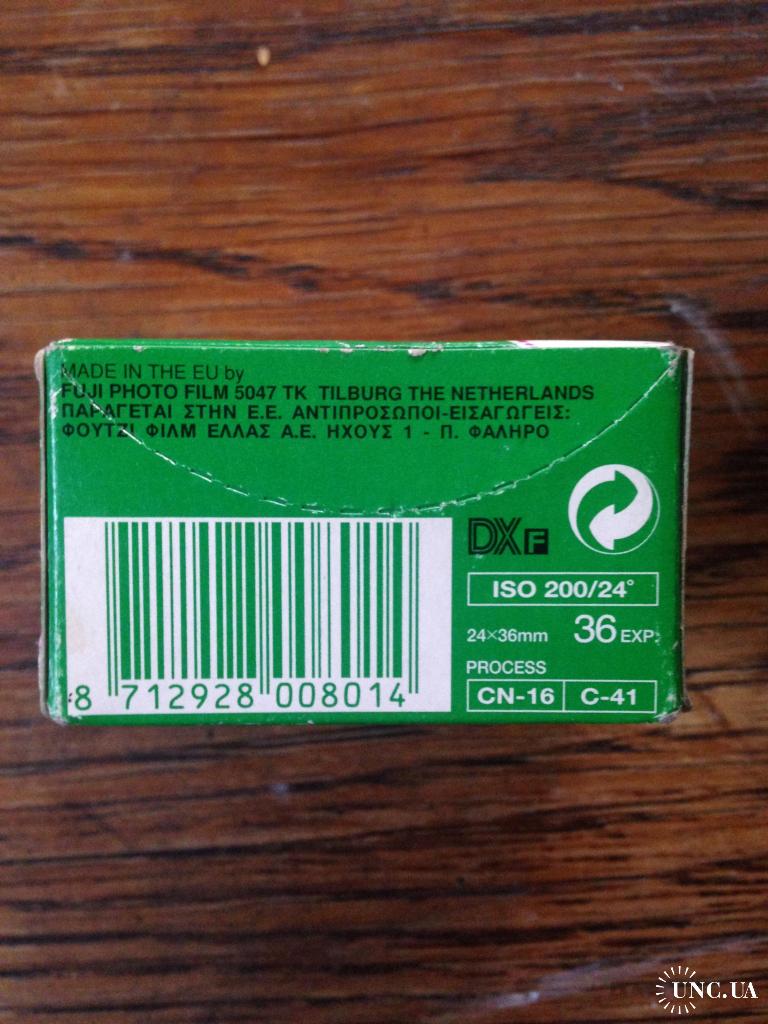 MADE IN THE EU by
FUJI PHOTO FILM 5047 TK TILBURG THE NETHERLANDS
ΠΑΡΑΓΕΤΑΙ ΣΤΗΝ Ε.Ε. ΑΝΤΙΠΡΟΣΩΠΟΙ-ΕΙΣΑΓΩΓΕΙΣ:
ΦΟΥΤΖΙ ΦΙΛΜ ΕΛΛΑΣ Α.Ε. ΗΧΟΥΣ 1 - Π. ΦΑΛΗΡΟ
DX F
ISO 200/24°
24×36mm 36 EXP.
PROCESS
CN-16 C-41
8 712928 008014
UNC.UA